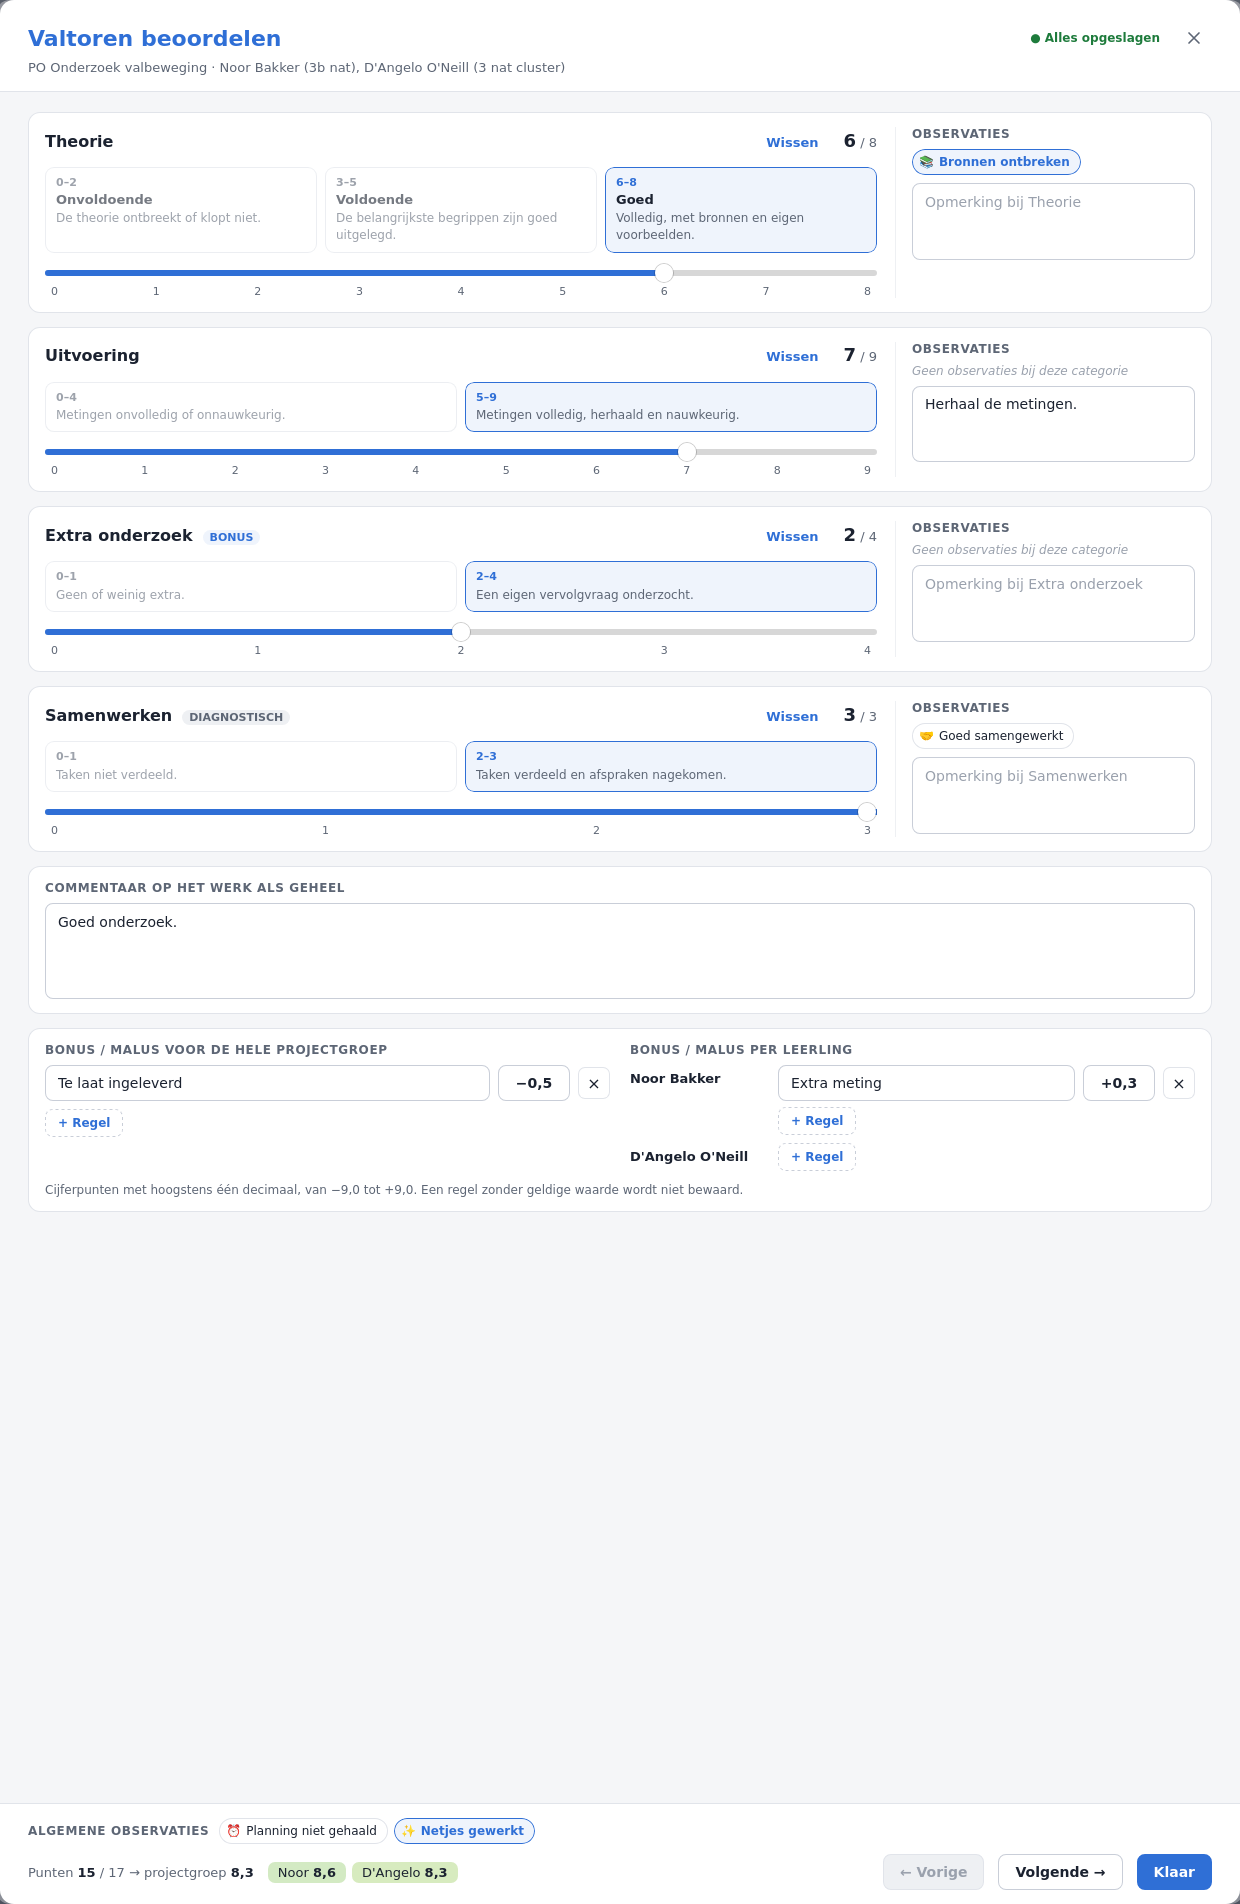 Valtoren beoordelen
● Alles opgeslagen
×
PO Onderzoek valbeweging · Noor Bakker (3b nat), D'Angelo O'Neill (3 nat cluster)
Theorie
Wissen
6 / 8
0–2
Onvoldoende
De theorie ontbreekt of klopt niet.
3–5
Voldoende
De belangrijkste begrippen zijn goed
uitgelegd.
6–8
Goed
Volledig, met bronnen en eigen
voorbeelden.
0 1 2 3 4 5 6 7 8
OBSERVATIES
📚 Bronnen ontbreken
Opmerking bij Theorie
Uitvoering
Wissen
7 / 9
0–4
Metingen onvolledig of onnauwkeurig.
5–9
Metingen volledig, herhaald en nauwkeurig.
0 1 2 3 4 5 6 7 8 9
OBSERVATIES
Geen observaties bij deze categorie
Herhaal de metingen.
Extra onderzoek BONUS
Wissen
2 / 4
0–1
Geen of weinig extra.
2–4
Een eigen vervolgvraag onderzocht.
0 1 2 3 4
OBSERVATIES
Geen observaties bij deze categorie
Opmerking bij Extra onderzoek
Samenwerken DIAGNOSTISCH
Wissen
3 / 3
0–1
Taken niet verdeeld.
2–3
Taken verdeeld en afspraken nagekomen.
0 1 2 3
OBSERVATIES
🤝 Goed samengewerkt
Opmerking bij Samenwerken
COMMENTAAR OP HET WERK ALS GEHEEL
Goed onderzoek.
BONUS / MALUS VOOR DE HELE PROJECTGROEP
Te laat ingeleverd −0,5 ×
+ Regel
BONUS / MALUS PER LEERLING
Noor Bakker Extra meting +0,3 ×
+ Regel
D'Angelo O'Neill + Regel
Cijferpunten met hoogstens één decimaal, van −9,0 tot +9,0. Een regel zonder geldige waarde wordt niet bewaard.
ALGEMENE OBSERVATIES ⏰ Planning niet gehaald ✨ Netjes gewerkt
Punten 15 / 17 → projectgroep 8,3 Noor 8,6 D'Angelo 8,3
← Vorige Volgende → Klaar